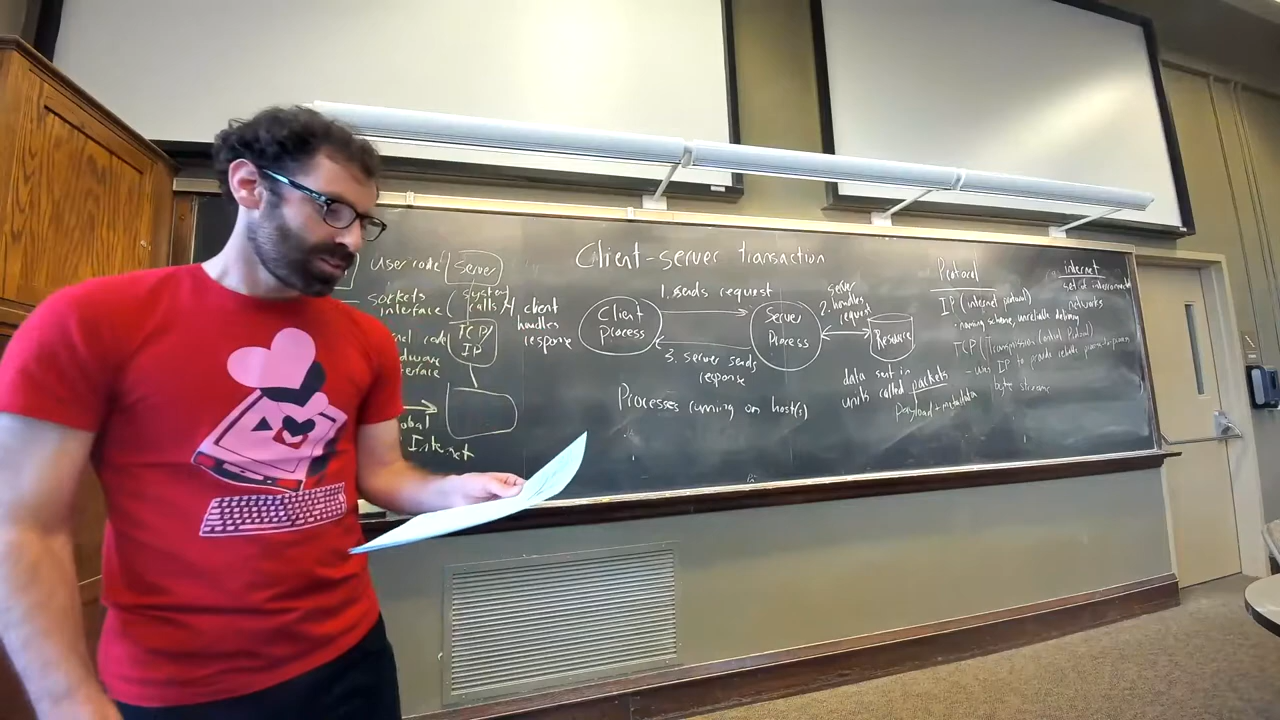 User code
Server
sockets
interface
(system
calls)
TCP/
IP
Internet
Client-server transaction
1. sends request
Client
Process
Server
Process
server
2. handles
request
Resource
4. client
handles
response
3. server sends
response
Processes running on host(s)
data sent in
units called packets
payload + metadata
Protocol
IP (internet protocol)
· naming scheme, unreliable delivery
TCP (Transmission Control Protocol)
- uses IP to provide reliable
byte streams
internet
set of interconnected
networks